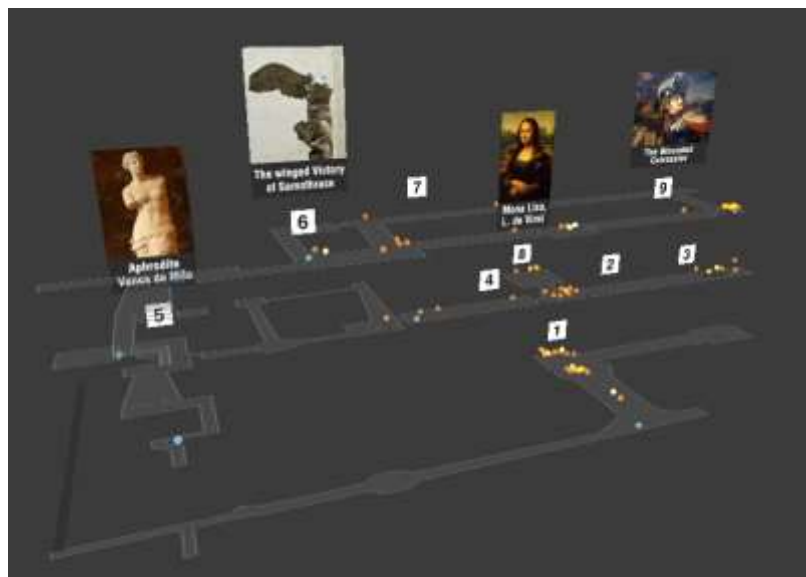 The winged Victory
of Samothrace
The Wounded
Cuirassier
Mona Lisa,
L. de Vinci
Aphrodite
Venus de Milo
7
9
6
8
3
4
2
5
1